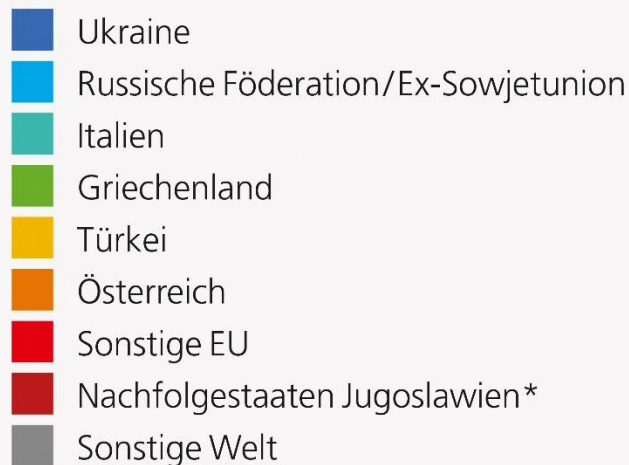 Ukraine
Russische Föderation/Ex-Sowjetunion
Italien
Griechenland
Türkei
Österreich
Sonstige EU
Nachfolgestaaten Jugoslawien*
Sonstige Welt